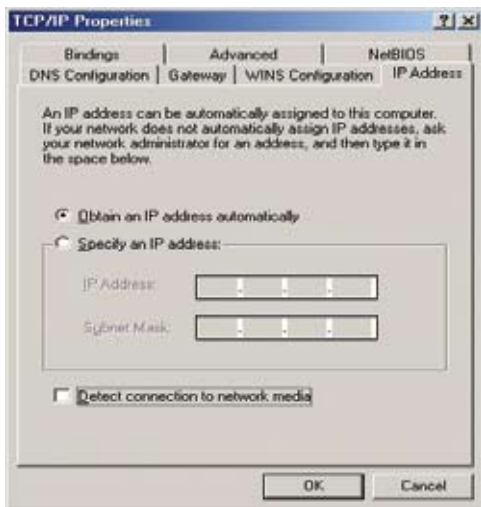 TCP/IP Properties
Bindings Advanced NetBIOS
DNS Configuration Gateway WINS Configuration IP Address
An IP address can be automatically assigned to this computer.
If your network does not automatically assign IP addresses, ask
your network administrator for an address, and then type it in
the space below.
Obtain an IP address automatically
Specify an IP address:
IP Address:
Subnet Mask:
Detect connection to network media
OK Cancel